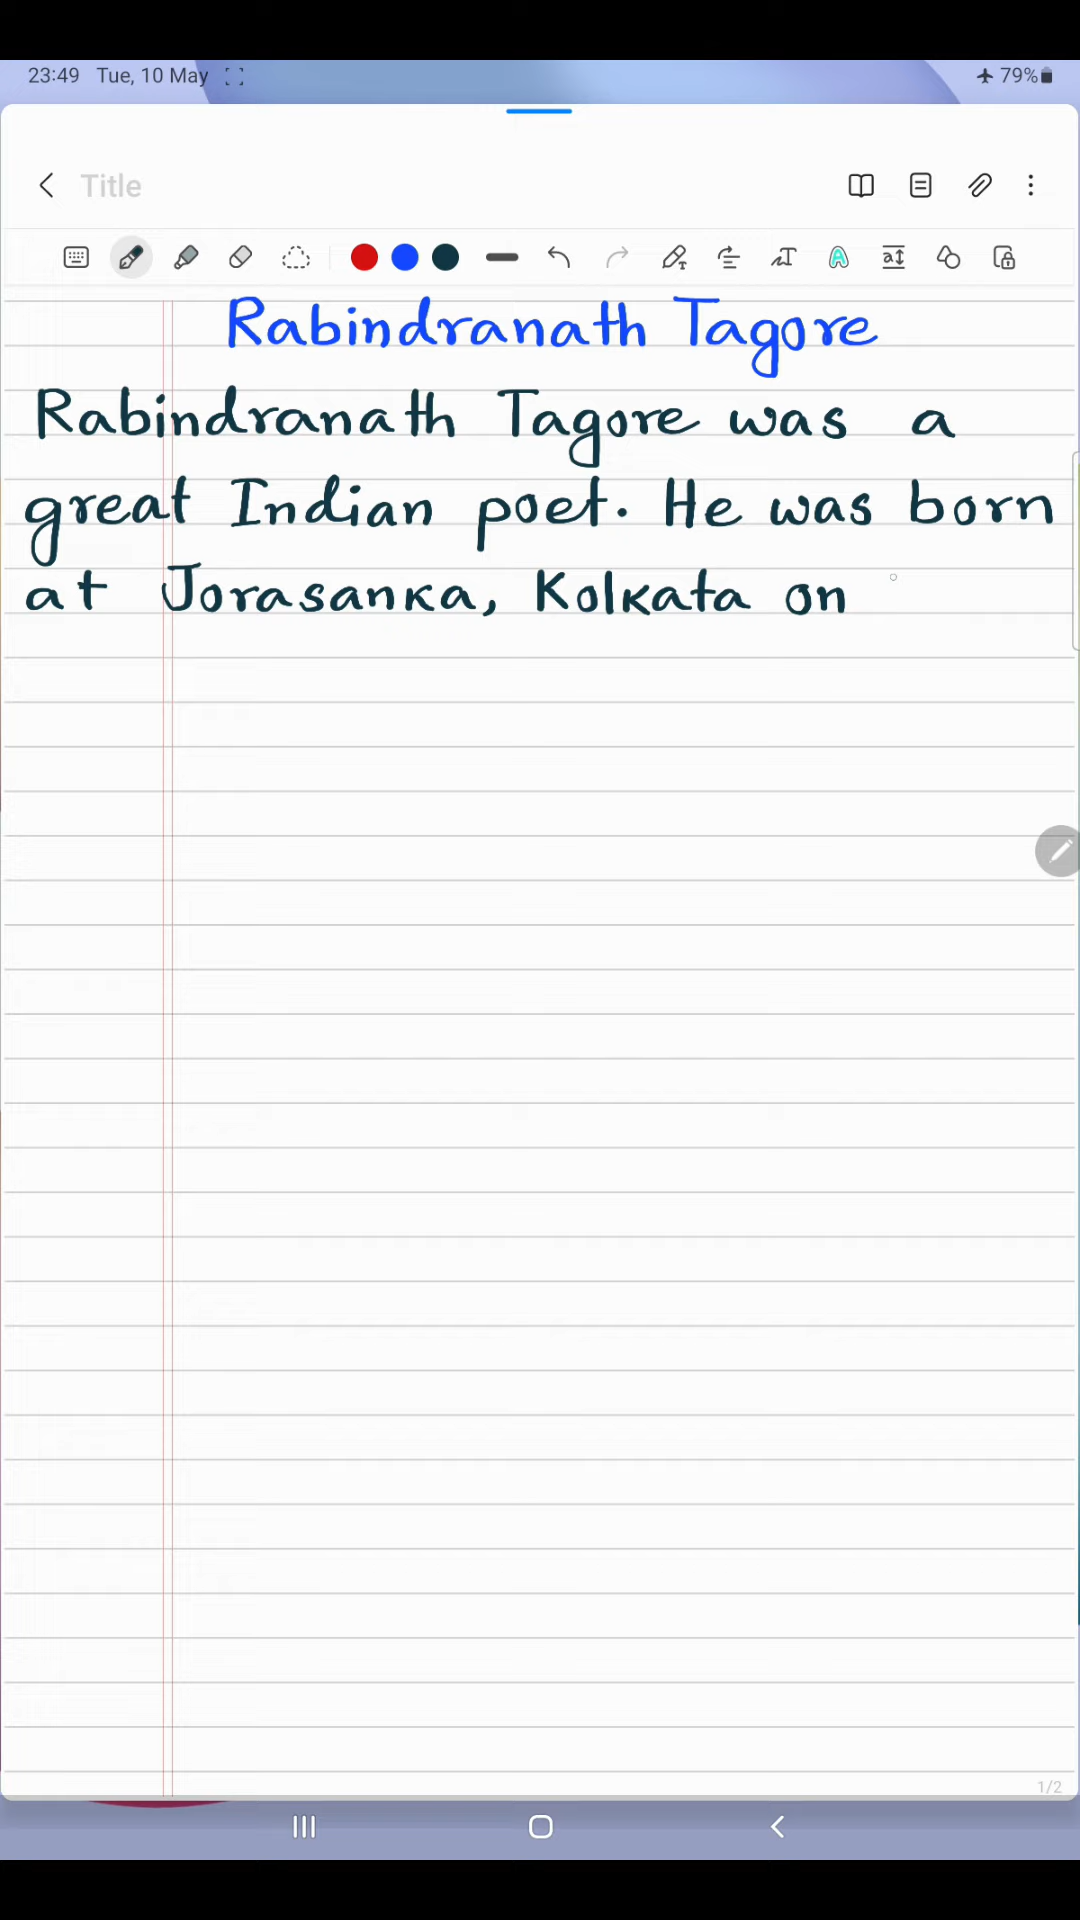 23:49 Tue, 10 May 79%
Title
Rabindranath Tagore
Rabindranath Tagore was a
great Indian poet. He was born
at Jorasanka, Kolkata on
1/2